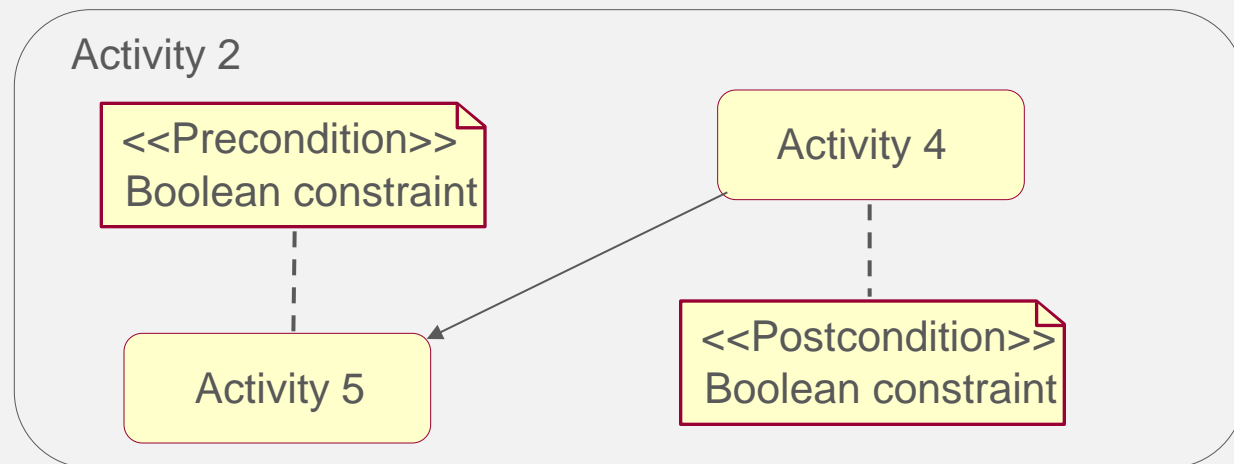 Activity 2
<<Precondition>>
Boolean constraint
Activity 4
<<Postcondition>>
Boolean constraint
Activity 5